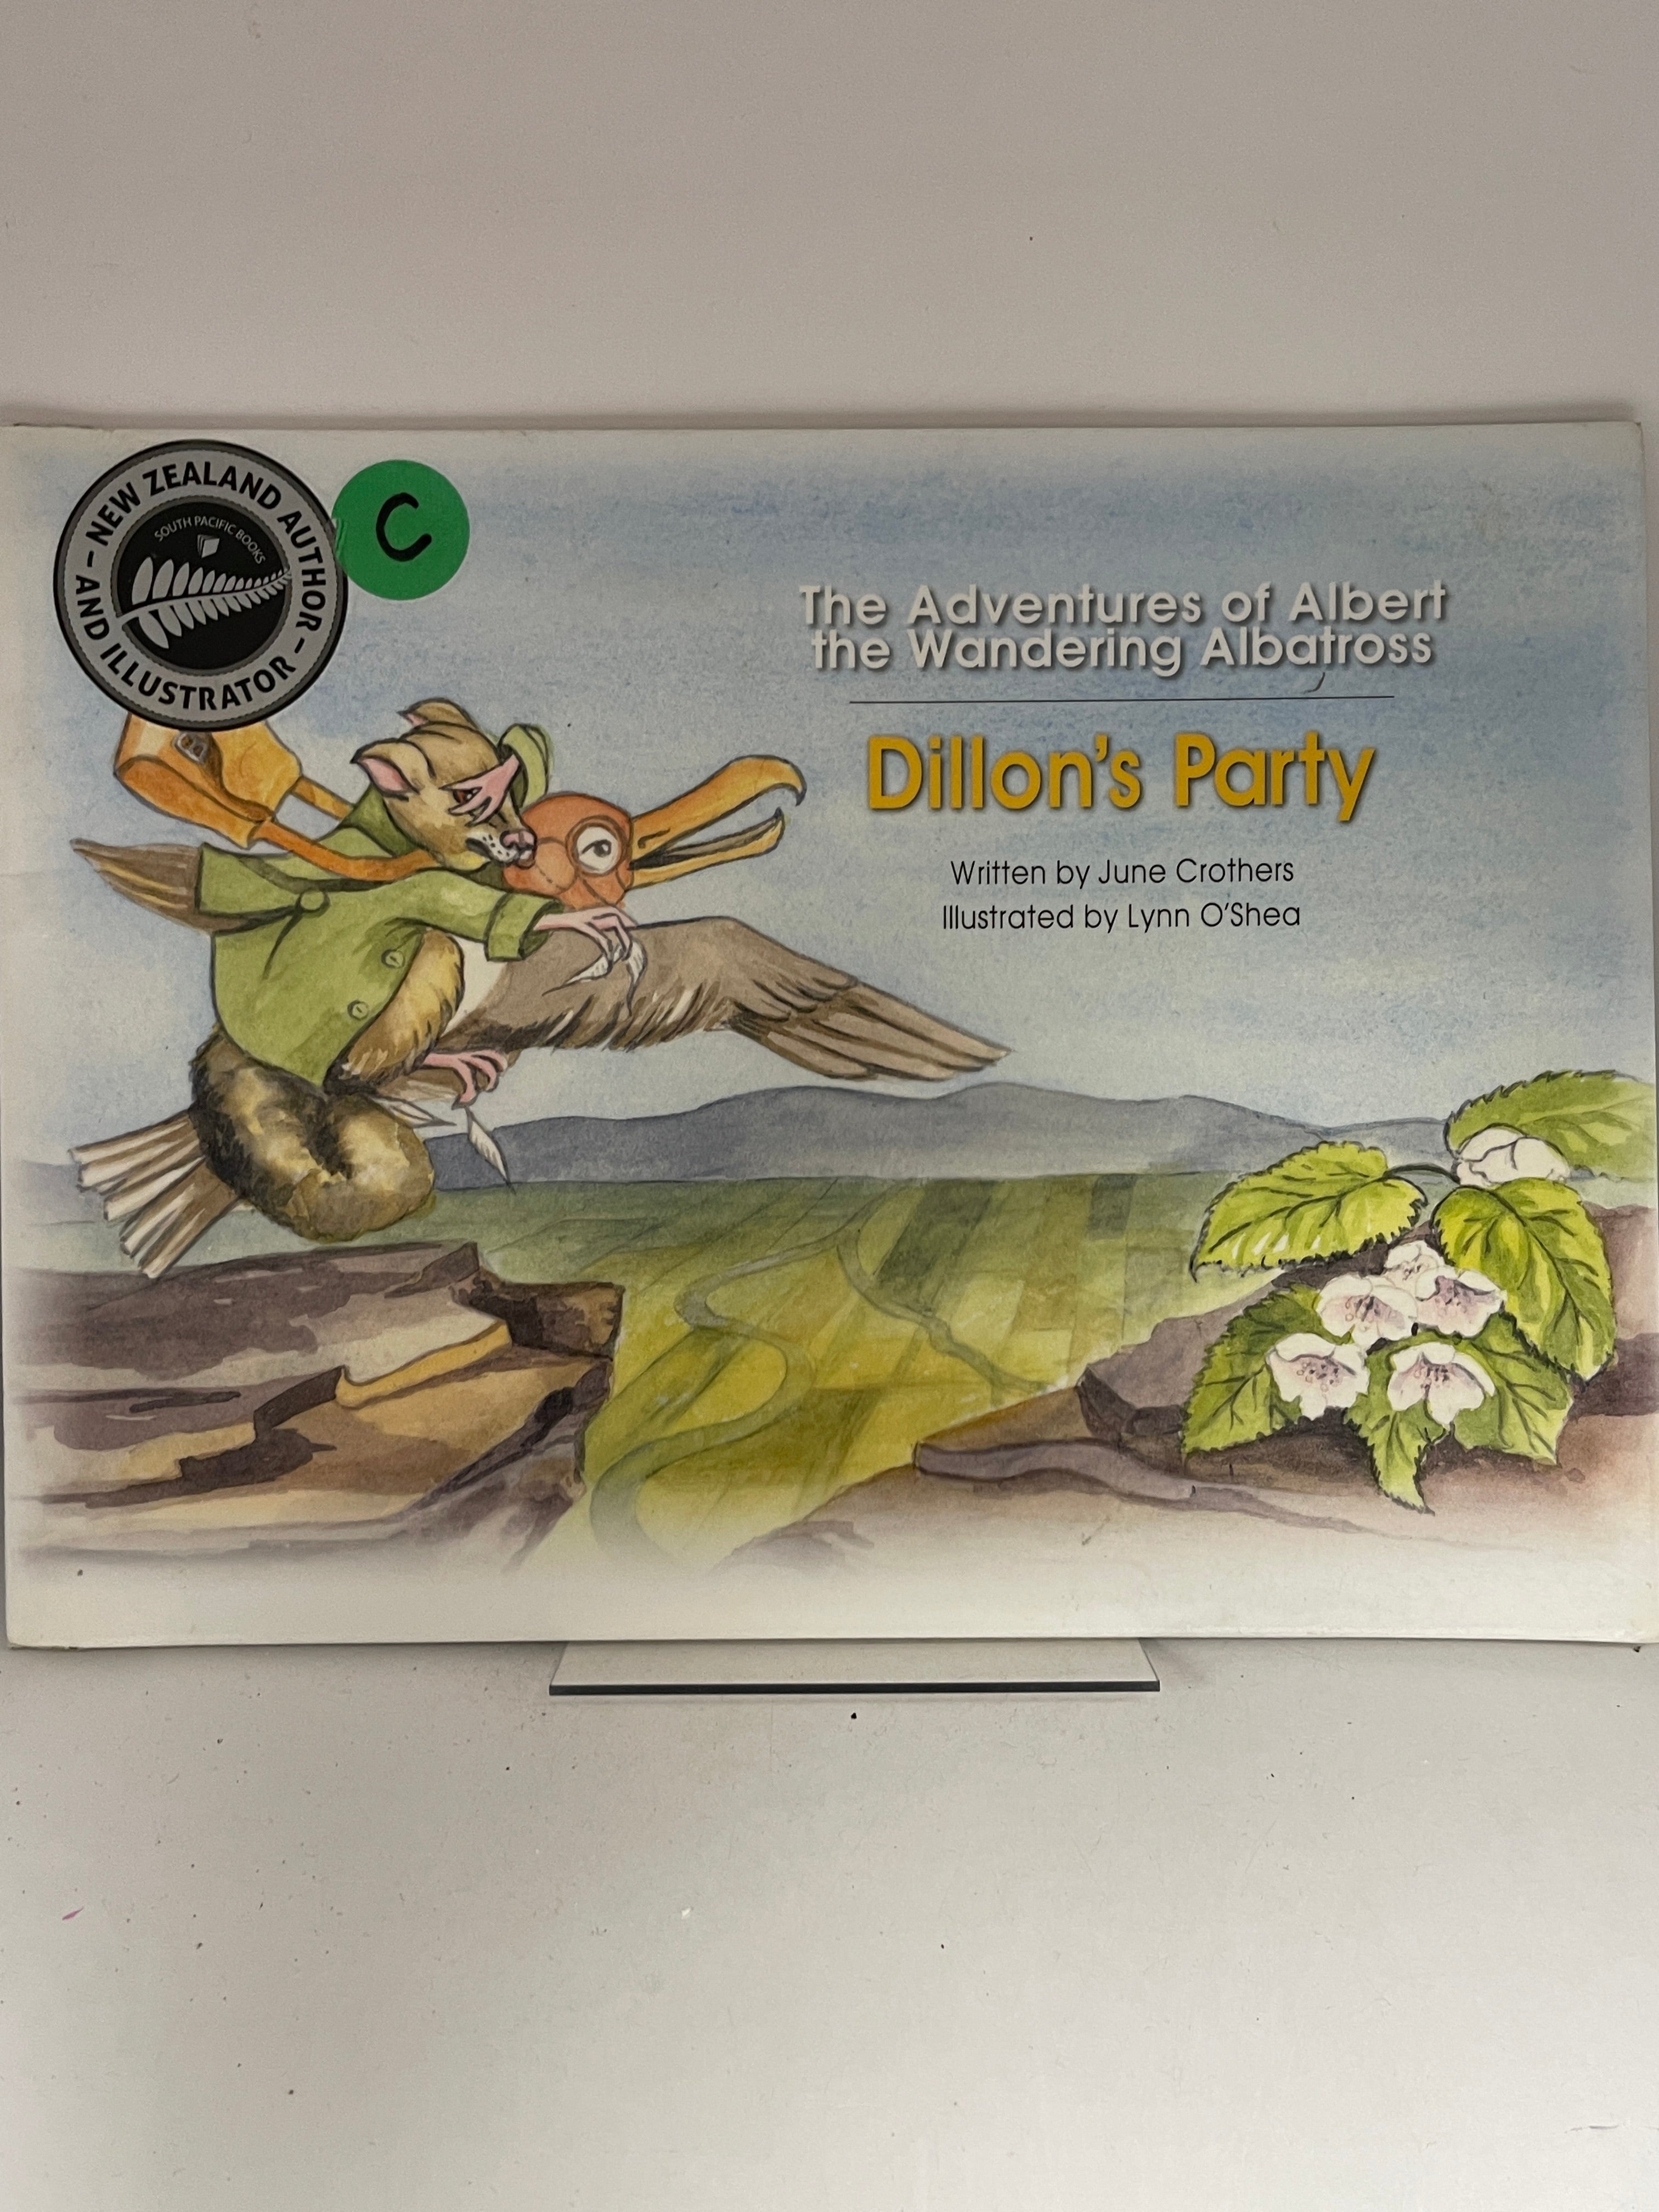 NEW ZEALAND AUTHOR
– AND ILLUSTRATOR –
SOUTH PACIFIC BOOKS
C
The Adventures of Albert
the Wandering Albatross
Dillon's Party
Written by June Crothers
Illustrated by Lynn O'Shea